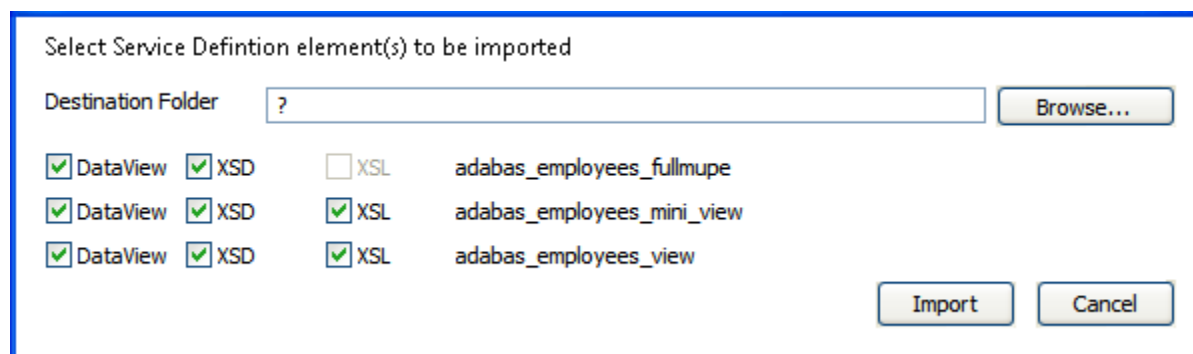 Select Service Defintion element(s) to be imported
Destination Folder ? Browse...
DataView XSD XSL adabas_employees_fullmupe
DataView XSD XSL adabas_employees_mini_view
DataView XSD XSL adabas_employees_view
Import Cancel